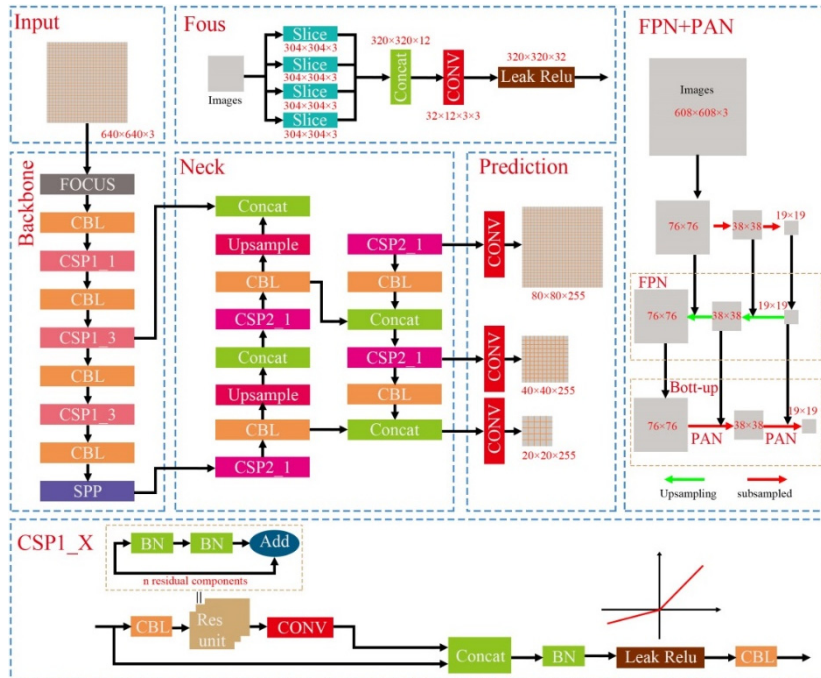 Input
640×640×3
Fous
Images
Slice
304×304×3
Slice
304×304×3
Slice
304×304×3
Slice
304×304×3
320×320×12
Concat
CONV
32×12×3×3
320×320×32
Leak Relu
Backbone
FOCUS
CBL
CSP1_1
CBL
CSP1_3
CBL
CSP1_3
CBL
SPP
Neck
Concat
Upsample
CBL
CSP2_1
Concat
Upsample
CBL
CSP2_1
CSP2_1
CBL
Concat
CSP2_1
CBL
Concat
Prediction
CONV
80×80×255
CONV
40×40×255
CONV
20×20×255
FPN+PAN
Images
608×608×3
76×76
38×38
19×19
FPN
76×76
38×38
19×19
Bott-up
76×76
PAN
38×38
PAN
19×19
Upsampling
subsampled
CSP1_X
BN
BN
Add
n residual components
CBL
Res
unit
CONV
Concat
BN
Leak Relu
CBL